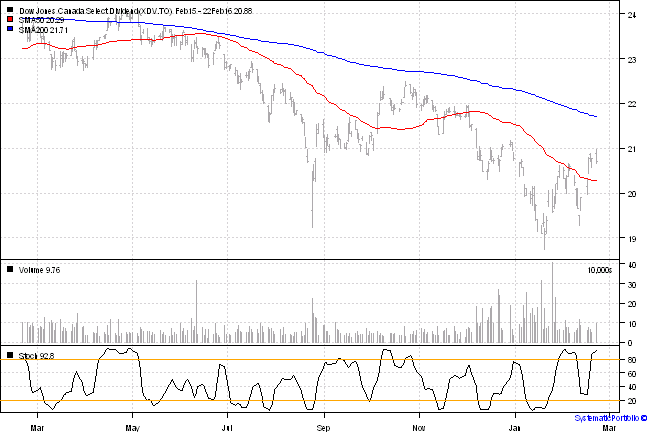 Dow Jones Canada Select Dividend(XDV.TO) Feb15 - 22Feb16 20.88
SMA50 20.29
SMA200 21.71
24
23
22
21
20
19
Volume 9.76
10,000s
40
30
20
10
0
Stoch 92.8
80
60
40
20
Mar May Jul Sep Nov Jan Mar
SystematicPortfolio ©